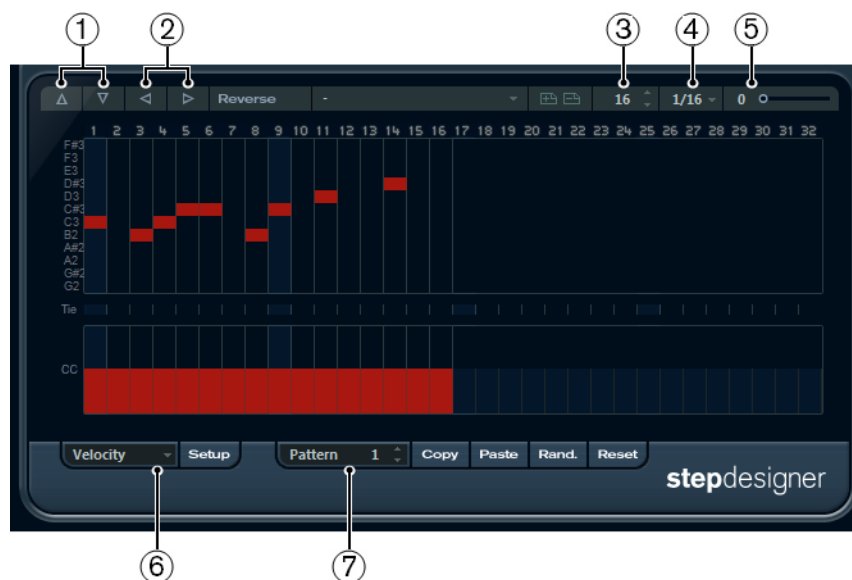 1 2 3 4 5
Reverse - 16 1/16 0
1 2 3 4 5 6 7 8 9 10 11 12 13 14 15 16 17 18 19 20 21 22 23 24 25 26 27 28 29 30 31 32
F#3
F3
E3
D#3
D3
C#3
C3
B2
A#2
A2
G#2
G2
Tie
CC
Velocity Setup Pattern 1 Copy Paste Rand. Reset
stepdesigner
6 7